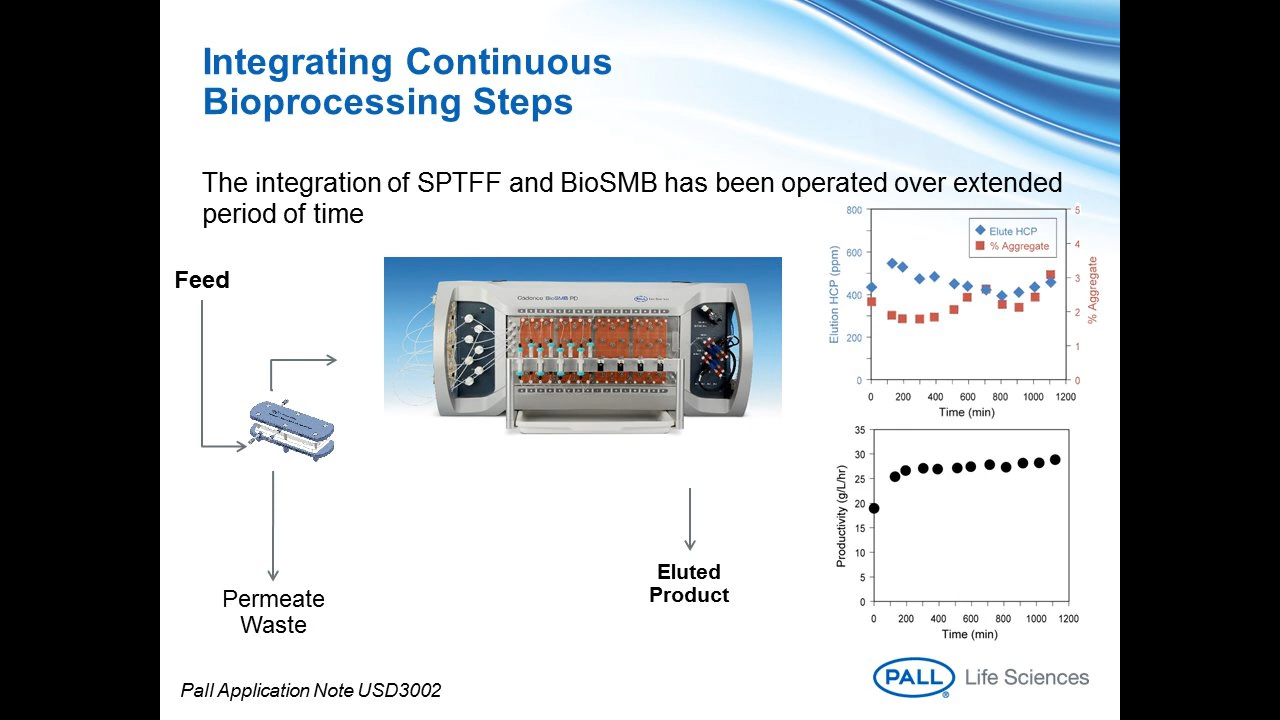 Integrating Continuous
Bioprocessing Steps
The integration of SPTFF and BioSMB has been operated over extended
period of time
Feed
Cadence BioSMB PD
PALL
Permeate
Waste
Eluted
Product
800
600
400
200
0
Elution HCP (ppm)
Elute HCP
% Aggregate
5
4
3
2
1
0
% Aggregate
0 200 400 600 800 1000 1200
Time (min)
35
30
25
20
15
10
5
0
Productivity (g/L/hr)
0 200 400 600 800 1000 1200
Time (min)
Pall Application Note USD3002
PALL® Life Sciences